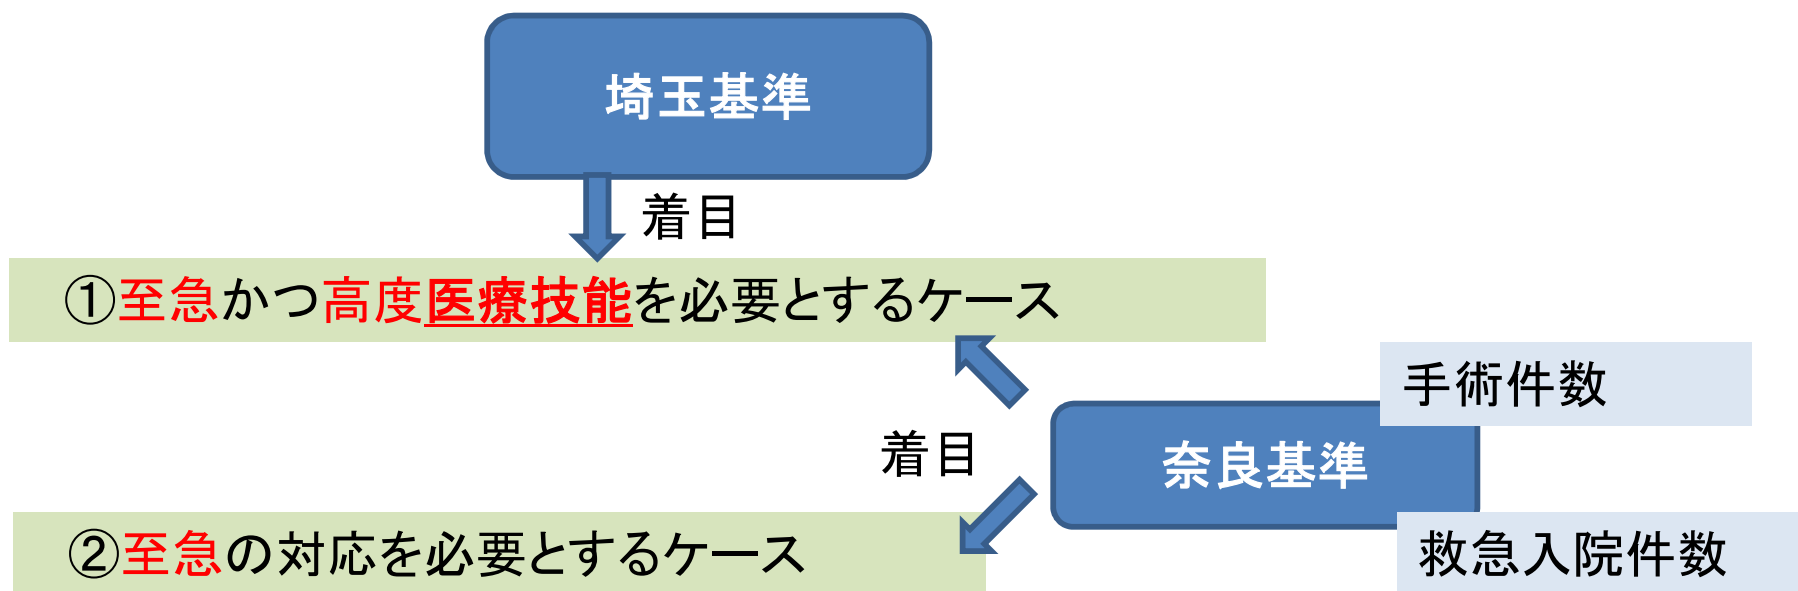 埼玉基準
着目
①至急かつ高度医療技能を必要とするケース
手術件数
着目
奈良基準
②至急の対応を必要とするケース
救急入院件数